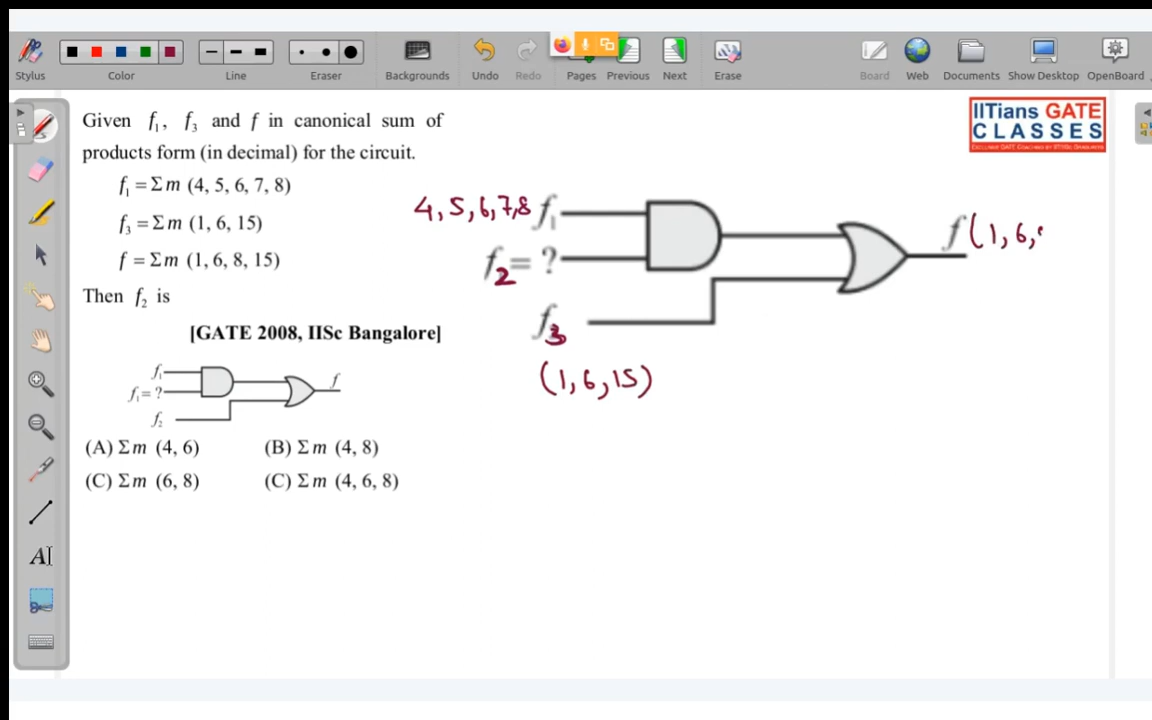 Stylus Color Line Eraser Backgrounds Undo Redo Pages Previous Next Erase Board Web Documents Show Desktop OpenBoard
IITians GATE
CLASSES
Given f₁, f₃ and f in canonical sum of
products form (in decimal) for the circuit.
f₁ = Σm (4, 5, 6, 7, 8)
f₃ = Σm (1, 6, 15)
f = Σm (1, 6, 8, 15)
Then f₂ is
[GATE 2008, IISc Bangalore]
f₁
f₁ = ?
f₂
f
(A) Σm (4, 6) (B) Σm (4, 8)
(C) Σm (6, 8) (C) Σm (4, 6, 8)
4, 5, 6, 7, 8 f₁
f₂ = ?
f₃
(1, 6, 15)
f(1, 6,
AI